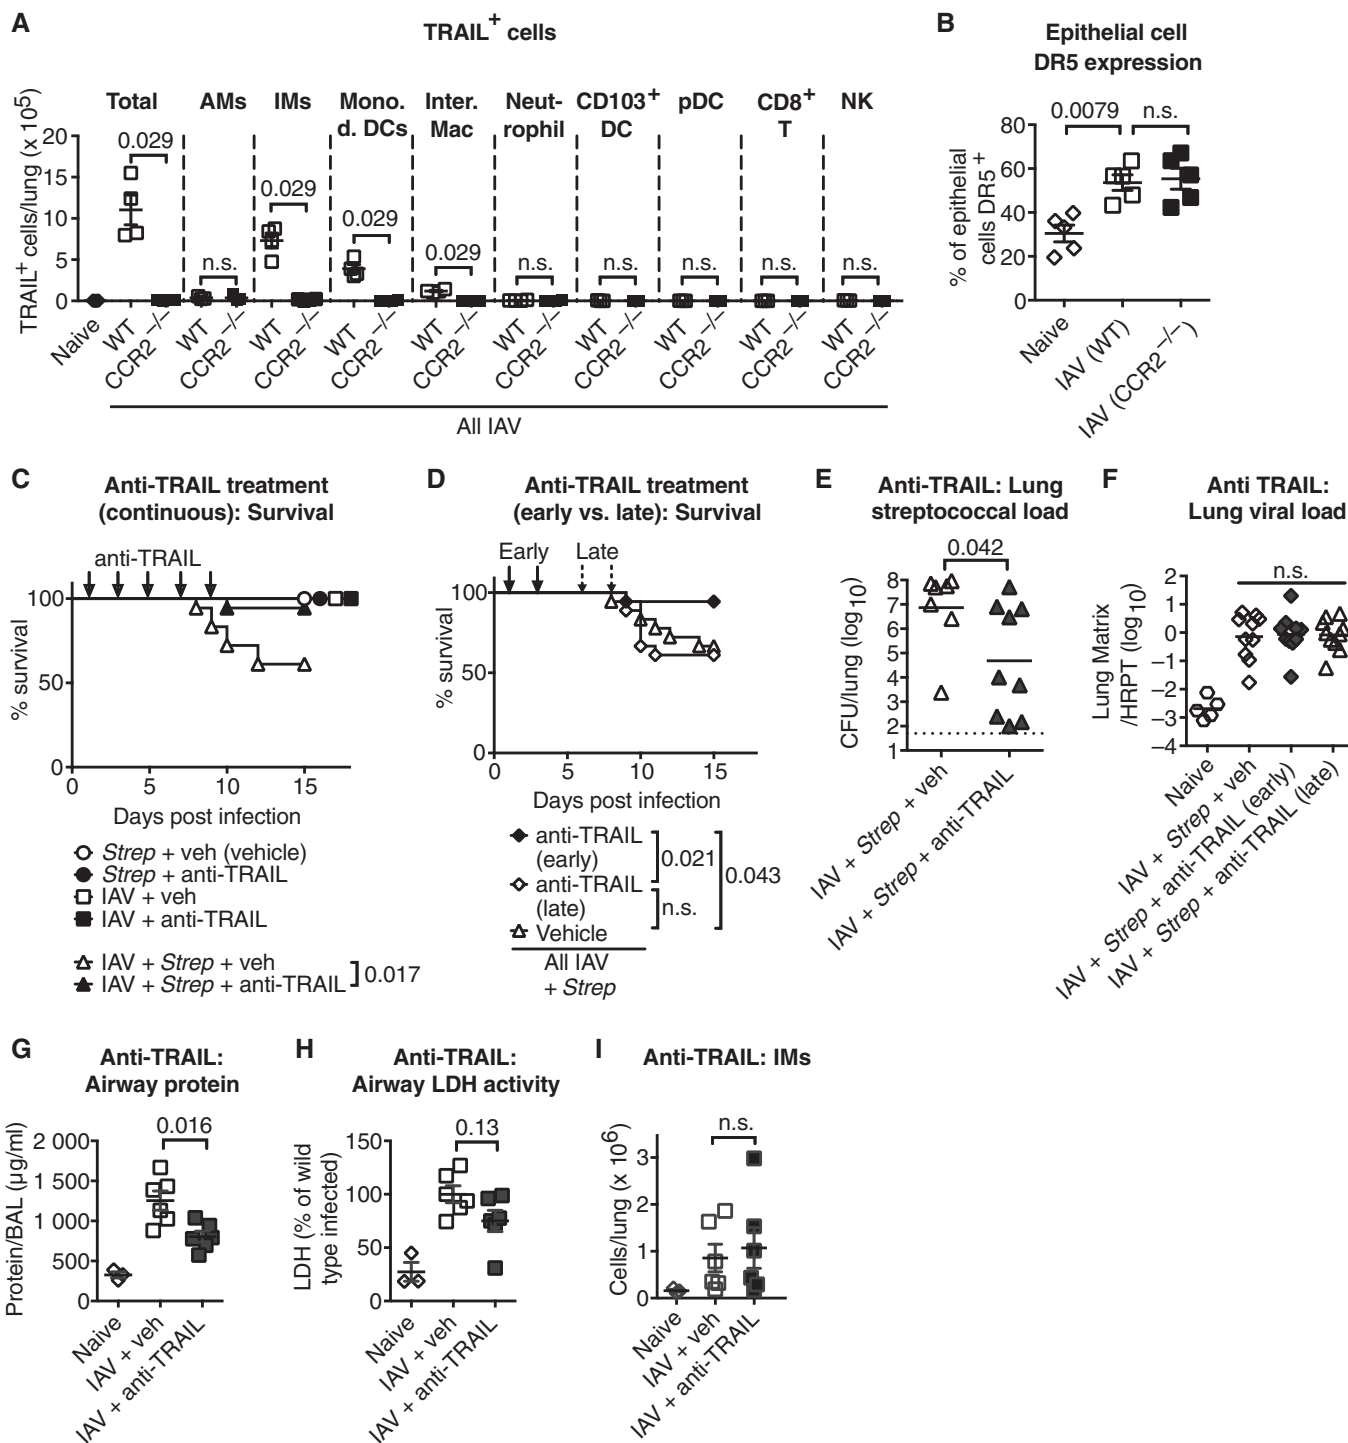 A
TRAIL+ cells
Total AMs IMs Mono. d. DCs Inter. Mac Neut-rophil CD103+ DC pDC CD8+ T NK
TRAIL+ cells/lung (x 10^5)
20
15
10
5
0
0.029 n.s. 0.029 0.029 0.029 n.s. n.s. n.s. n.s. n.s.
Naive WT CCR2−/− WT CCR2−/− WT CCR2−/− WT CCR2−/− WT CCR2−/− WT CCR2−/− WT CCR2−/− WT CCR2−/− WT CCR2−/− WT CCR2−/−
All IAV
B
Epithelial cell
DR5 expression
% of epithelial
cells DR5+
80
60
40
20
0
0.0079 n.s.
Naive
IAV (WT)
IAV (CCR2−/−)
C
Anti-TRAIL treatment
(continuous): Survival
anti-TRAIL
% survival
100
50
0
0 5 10 15
Days post infection
Strep + veh (vehicle)
Strep + anti-TRAIL
IAV + veh
IAV + anti-TRAIL
IAV + Strep + veh
IAV + Strep + anti-TRAIL
0.017
D
Anti-TRAIL treatment
(early vs. late): Survival
Early Late
% survival
100
50
0
0 5 10 15
Days post infection
anti-TRAIL
(early)
anti-TRAIL
(late)
Vehicle
0.021
n.s.
0.043
All IAV
+ Strep
E
Anti-TRAIL: Lung
streptococcal load
CFU/lung (log10)
8
7
6
5
4
3
2
1
0.042
IAV + Strep + veh
IAV + Strep + anti-TRAIL
F
Anti TRAIL:
Lung viral load
Lung Matrix
/HRPT (log10)
2
1
0
−1
−2
−3
−4
n.s.
Naive
IAV + Strep + veh
IAV + Strep + anti-TRAIL (early)
IAV + Strep + anti-TRAIL (late)
G
Anti-TRAIL:
Airway protein
Protein/BAL (µg/ml)
2 000
1 500
1 000
500
0
0.016
Naive
IAV + veh
IAV + anti-TRAIL
H
Anti-TRAIL:
Airway LDH activity
LDH (% of wild
type infected)
150
100
50
0
0.13
Naive
IAV + veh
IAV + anti-TRAIL
I
Anti-TRAIL: IMs
Cells/lung (x 10^6)
3
2
1
0
n.s.
Naive
IAV + veh
IAV + anti-TRAIL